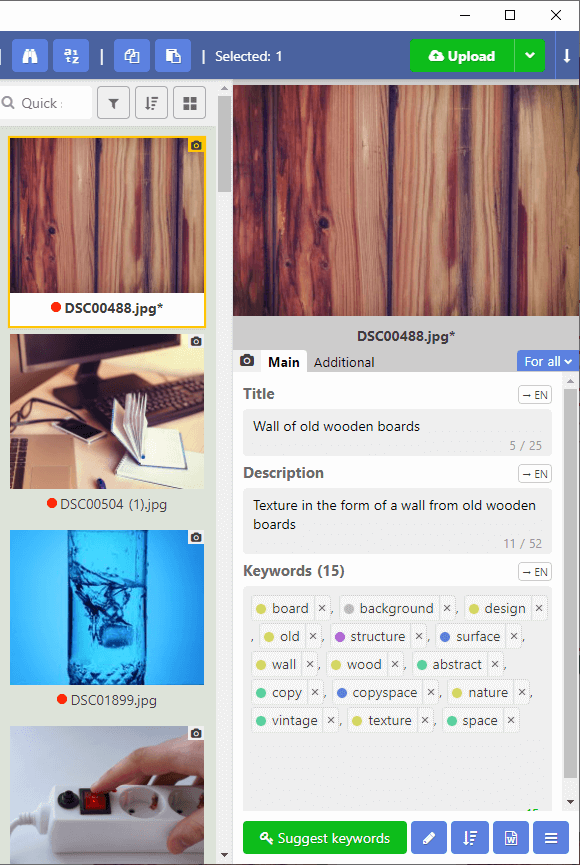 | a1 tz | | Selected: 1 Upload
Quick s
DSC00488.jpg*
DSC00504 (1).jpg
DSC01899.jpg
DSC00488.jpg*
Main Additional For all
Title → EN
Wall of old wooden boards
5 / 25
Description → EN
Texture in the form of a wall from old wooden
boards
11 / 52
Keywords (15) → EN
board ×, background ×, design ×
, old ×, structure ×, surface ×,
wall ×, wood ×, abstract ×,
copy ×, copyspace ×, nature ×,
vintage ×, texture ×, space ×
Suggest keywords W